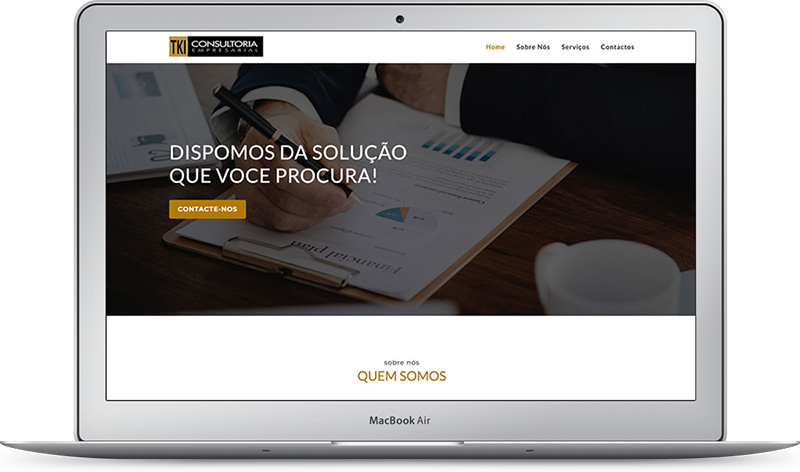 TKI CONSULTORIA
EMPRESARIAL
Home Sobre Nós Serviços Contactos
DISPOMOS DA SOLUÇÃO
QUE VOCE PROCURA!
CONTACTE-NOS
Financial plan
sobre nós
QUEM SOMOS
MacBook Air